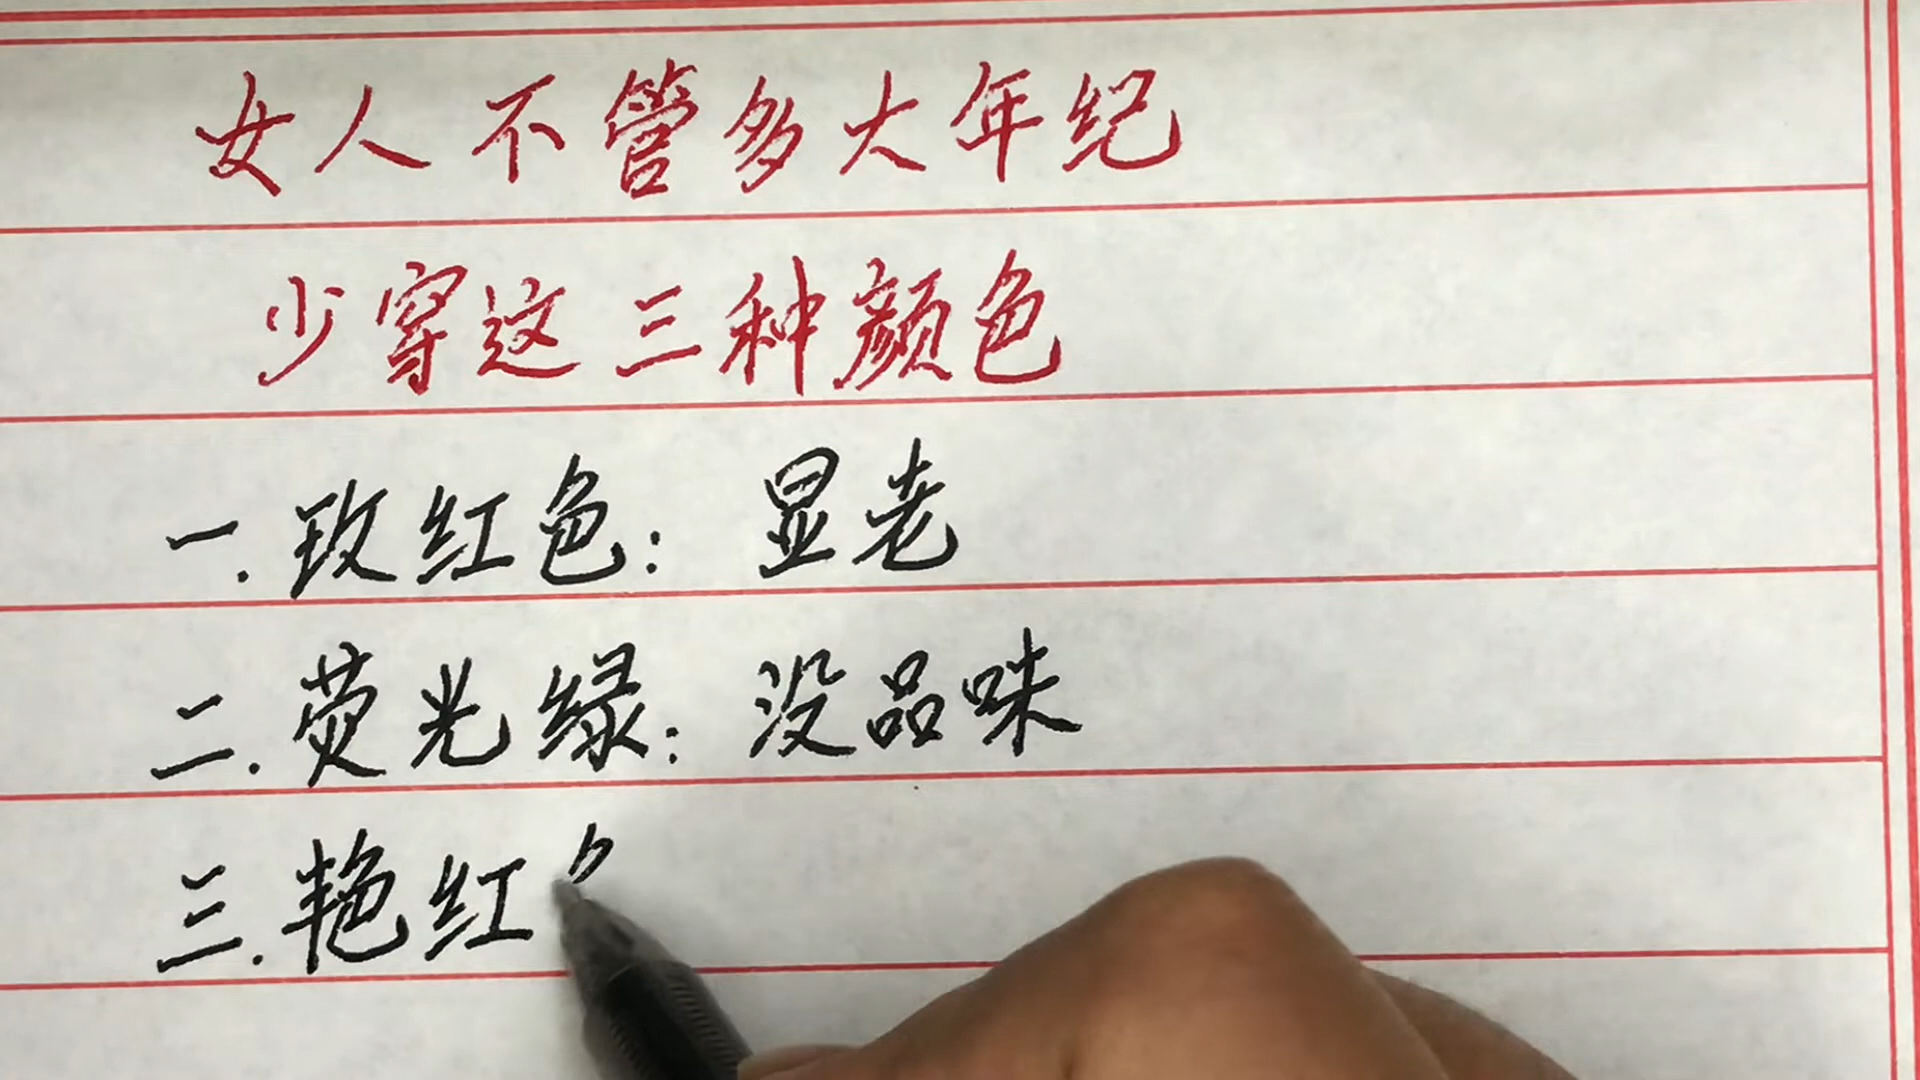 女人不管多大年纪
少穿这三种颜色
一.玫红色：显老
二.荧光绿：没品味
三.艳红